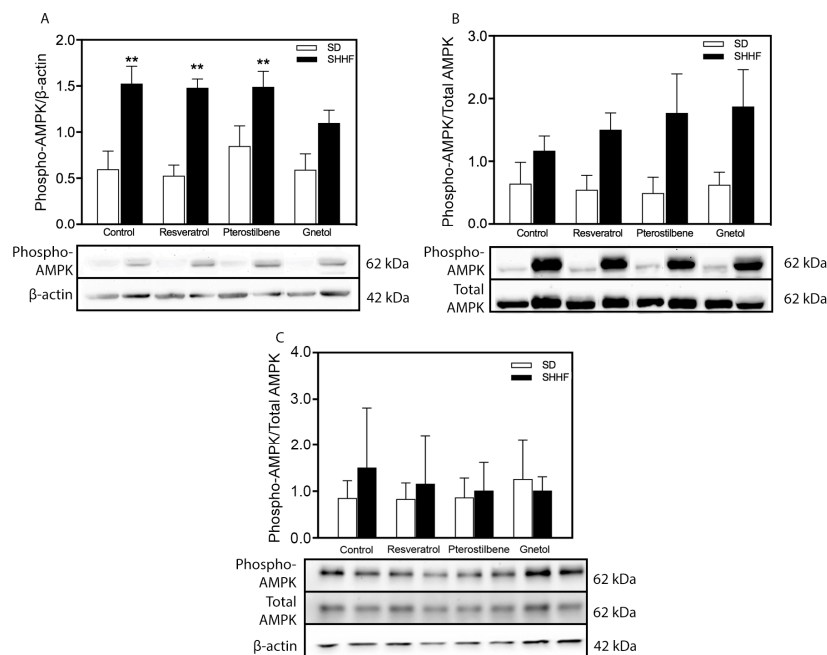 A
Phospho-AMPK/β-actin
2.0
1.5
1.0
0.5
0.0
** ** **
SD
SHHF
Control Resveratrol Pterostilbene Gnetol
Phospho-
AMPK
62 kDa
β-actin
42 kDa
B
Phospho-AMPK/Total AMPK
3.0
2.0
1.0
0.0
SD
SHHF
Control Resveratrol Pterostilbene Gnetol
Phospho-
AMPK
62 kDa
Total
AMPK
62 kDa
C
Phospho-AMPK/Total AMPK
4.0
3.0
2.0
1.0
0.0
SD
SHHF
Control Resveratrol Pterostilbene Gnetol
Phospho-
AMPK
62 kDa
Total
AMPK
62 kDa
β-actin
42 kDa